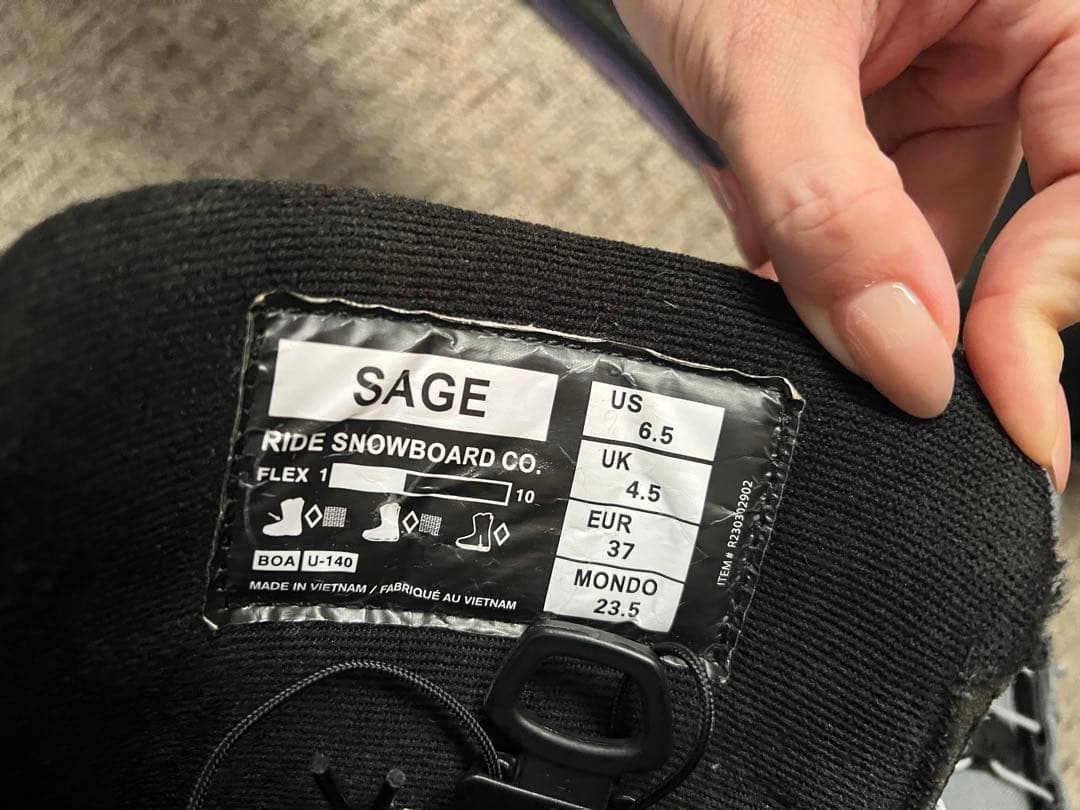 SAGE
RIDE SNOWBOARD CO.
FLEX 1 10
BOA U-140
MADE IN VIETNAM / FABRIQUÉ AU VIETNAM
US
6.5
UK
4.5
EUR
37
MONDO
23.5
ITEM# R230302902